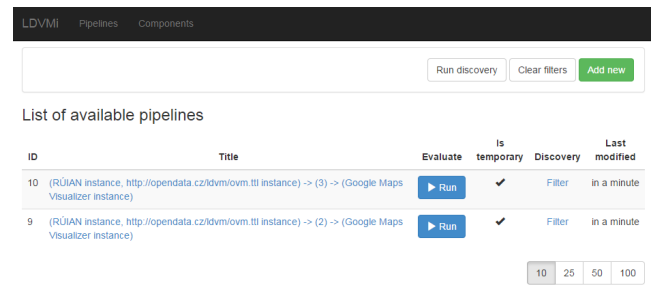 LDVMi Pipelines Components
Run discovery Clear filters Add new
List of available pipelines
ID Title Evaluate Is temporary Discovery Last modified
10 (RÚIAN instance, http://opendata.cz/ldvm/ovm.ttl instance) -> (3) -> (Google Maps Visualizer instance) Run Filter in a minute
9 (RÚIAN instance, http://opendata.cz/ldvm/ovm.ttl instance) -> (2) -> (Google Maps Visualizer instance) Run Filter in a minute
10 25 50 100